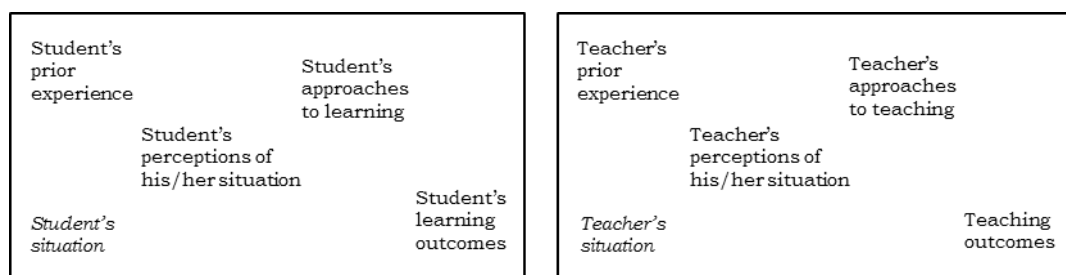 Student's
prior
experience
Student's
approaches
to learning
Student's
perceptions of
his/her situation
Student's
learning
outcomes
Student's
situation
Teacher's
prior
experience
Teacher's
approaches
to teaching
Teacher's
perceptions of
his/her situation
Teaching
outcomes
Teacher's
situation